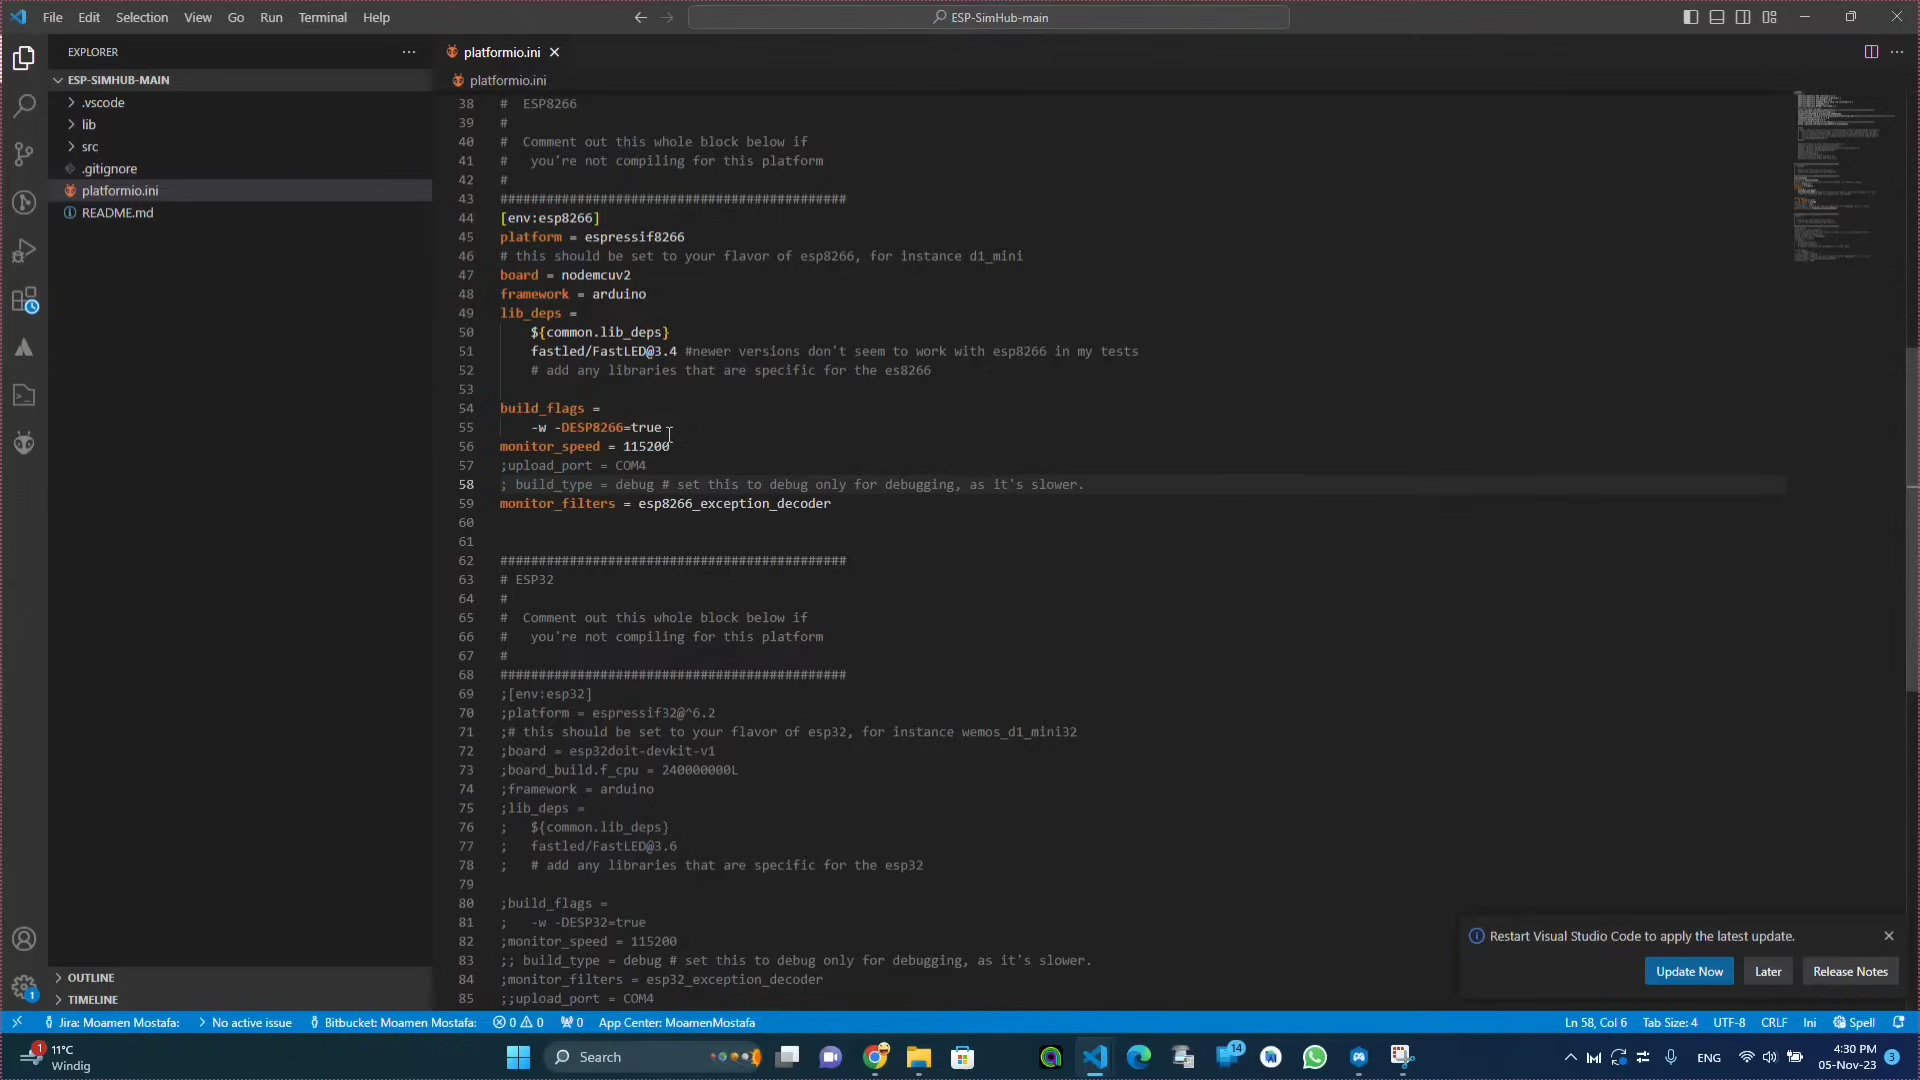 File Edit Selection View Go Run Terminal Help
ESP-SimHub-main
EXPLORER
ESP-SIMHUB-MAIN
.vscode
lib
src
.gitignore
platformio.ini
README.md
OUTLINE
TIMELINE
platformio.ini
platformio.ini
38 #  ESP8266
39 #
40 #  Comment out this whole block below if
41 #   you're not compiling for this platform
42 #
43 #############################################
44 [env:esp8266]
45 platform = espressif8266
46 # this should be set to your flavor of esp8266, for instance d1_mini
47 board = nodemcuv2
48 framework = arduino
49 lib_deps =
50     ${common.lib_deps}
51     fastled/FastLED@3.4 #newer versions don't seem to work with esp8266 in my tests
52     # add any libraries that are specific for the es8266
53
54 build_flags =
55     -w -DESP8266=true
56 monitor_speed = 115200
57 ;upload_port = COM4
58 ; build_type = debug # set this to debug only for debugging, as it's slower.
59 monitor_filters = esp8266_exception_decoder
60
61
62 #############################################
63 # ESP32
64 #
65 #  Comment out this whole block below if
66 #   you're not compiling for this platform
67 #
68 #############################################
69 ;[env:esp32]
70 ;platform = espressif32@^6.2
71 ;# this should be set to your flavor of esp32, for instance wemos_d1_mini32
72 ;board = esp32doit-devkit-v1
73 ;board_build.f_cpu = 240000000L
74 ;framework = arduino
75 ;lib_deps =
76 ;   ${common.lib_deps}
77 ;   fastled/FastLED@3.6
78 ;   # add any libraries that are specific for the esp32
79
80 ;build_flags =
81 ;   -w -DESP32=true
82 ;monitor_speed = 115200
83 ;; build_type = debug # set this to debug only for debugging, as it's slower.
84 ;monitor_filters = esp32_exception_decoder
85 ;;upload_port = COM4
Restart Visual Studio Code to apply the latest update.
Update Now Later Release Notes
1
Jira: Moamen Mostafa: No active issue Bitbucket: Moamen Mostafa: 0 0 0 App Center: MoamenMostafa Ln 58, Col 6 Tab Size: 4 UTF-8 CRLF Ini Spell
1
11°C
Windig
Search
14
ENG
4:30 PM
05-Nov-23
3